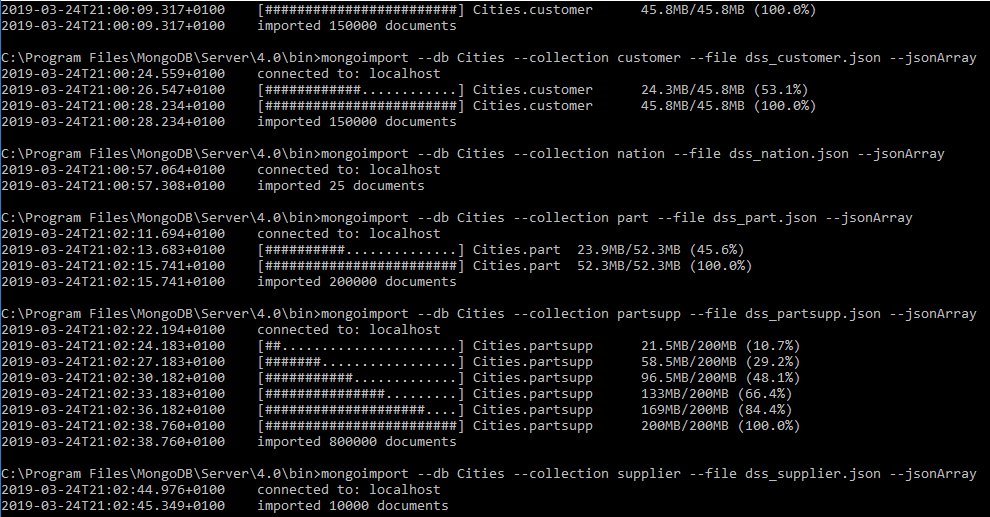 2019-03-24T21:00:09.317+0100    [########################] Cities.customer      45.8MB/45.8MB (100.0%)
2019-03-24T21:00:09.317+0100    imported 150000 documents
C:\Program Files\MongoDB\Server\4.0\bin>mongoimport --db Cities --collection customer --file dss_customer.json --jsonArray
2019-03-24T21:00:24.559+0100    connected to: localhost
2019-03-24T21:00:26.547+0100    [############............] Cities.customer      24.3MB/45.8MB (53.1%)
2019-03-24T21:00:28.234+0100    [########################] Cities.customer      45.8MB/45.8MB (100.0%)
2019-03-24T21:00:28.234+0100    imported 150000 documents
C:\Program Files\MongoDB\Server\4.0\bin>mongoimport --db Cities --collection nation --file dss_nation.json --jsonArray
2019-03-24T21:00:57.064+0100    connected to: localhost
2019-03-24T21:00:57.308+0100    imported 25 documents
C:\Program Files\MongoDB\Server\4.0\bin>mongoimport --db Cities --collection part --file dss_part.json --jsonArray
2019-03-24T21:02:11.694+0100    connected to: localhost
2019-03-24T21:02:13.683+0100    [##########..............] Cities.part  23.9MB/52.3MB (45.6%)
2019-03-24T21:02:15.741+0100    [########################] Cities.part  52.3MB/52.3MB (100.0%)
2019-03-24T21:02:15.741+0100    imported 200000 documents
C:\Program Files\MongoDB\Server\4.0\bin>mongoimport --db Cities --collection partsupp --file dss_partsupp.json --jsonArray
2019-03-24T21:02:22.194+0100    connected to: localhost
2019-03-24T21:02:24.183+0100    [##......................] Cities.partsupp      21.5MB/200MB (10.7%)
2019-03-24T21:02:27.183+0100    [#######.................] Cities.partsupp      58.5MB/200MB (29.2%)
2019-03-24T21:02:30.182+0100    [###########.............] Cities.partsupp      96.5MB/200MB (48.1%)
2019-03-24T21:02:33.183+0100    [###############.........] Cities.partsupp      133MB/200MB (66.4%)
2019-03-24T21:02:36.182+0100    [####################....] Cities.partsupp      169MB/200MB (84.4%)
2019-03-24T21:02:38.760+0100    [########################] Cities.partsupp      200MB/200MB (100.0%)
2019-03-24T21:02:38.760+0100    imported 800000 documents
C:\Program Files\MongoDB\Server\4.0\bin>mongoimport --db Cities --collection supplier --file dss_supplier.json --jsonArray
2019-03-24T21:02:44.976+0100    connected to: localhost
2019-03-24T21:02:45.349+0100    imported 10000 documents